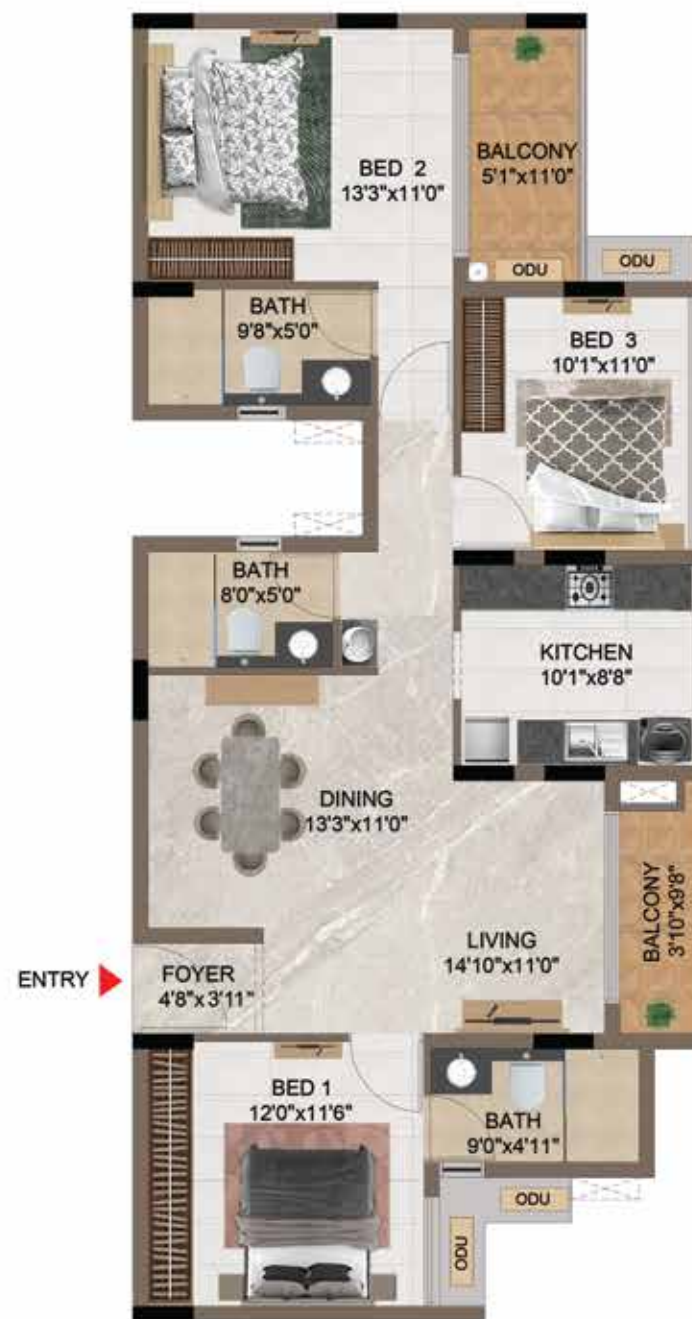 BED 2
13'3"x11'0"
BALCONY
5'1"x11'0"
ODU
ODU
BATH
9'8"x5'0"
BED 3
10'1"x11'0"
BATH
8'0"x5'0"
KITCHEN
10'1"x8'8"
DINING
13'3"x11'0"
BALCONY
3'10"x9'8"
LIVING
14'10"x11'0"
ENTRY
FOYER
4'8"x 3'11"
BED 1
12'0"x11'6"
BATH
9'0"x4'11"
ODU
ODU